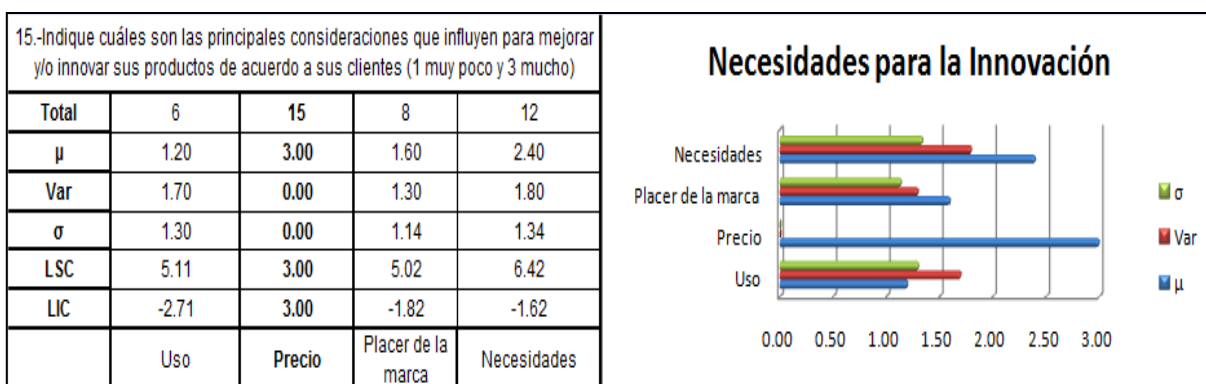 15.-Indique cuáles son las principales consideraciones que influyen para mejorar
y/o innovar sus productos de acuerdo a sus clientes (1 muy poco y 3 mucho)
Total 6 15 8 12
µ 1.20 3.00 1.60 2.40
Var 1.70 0.00 1.30 1.80
σ 1.30 0.00 1.14 1.34
LSC 5.11 3.00 5.02 6.42
LIC -2.71 3.00 -1.82 -1.62
Uso Precio Placer de la marca Necesidades
Necesidades para la Innovación
Necesidades
Placer de la marca
Precio
Uso
0.00 0.50 1.00 1.50 2.00 2.50 3.00
σ
Var
µ